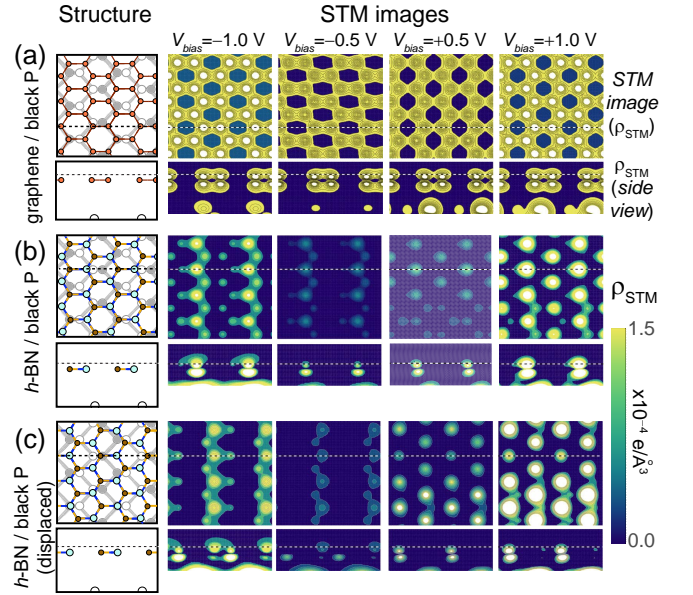 Structure
STM images
V_bias=−1.0 V
V_bias=−0.5 V
V_bias=+0.5 V
V_bias=+1.0 V
(a)
graphene / black P
STM
image
(ρ_STM)
ρ_STM
(side
view)
(b)
h-BN / black P
(c)
h-BN / black P
(displaced)
ρ_STM
1.5
x10⁻⁴ e/Å³
0.0